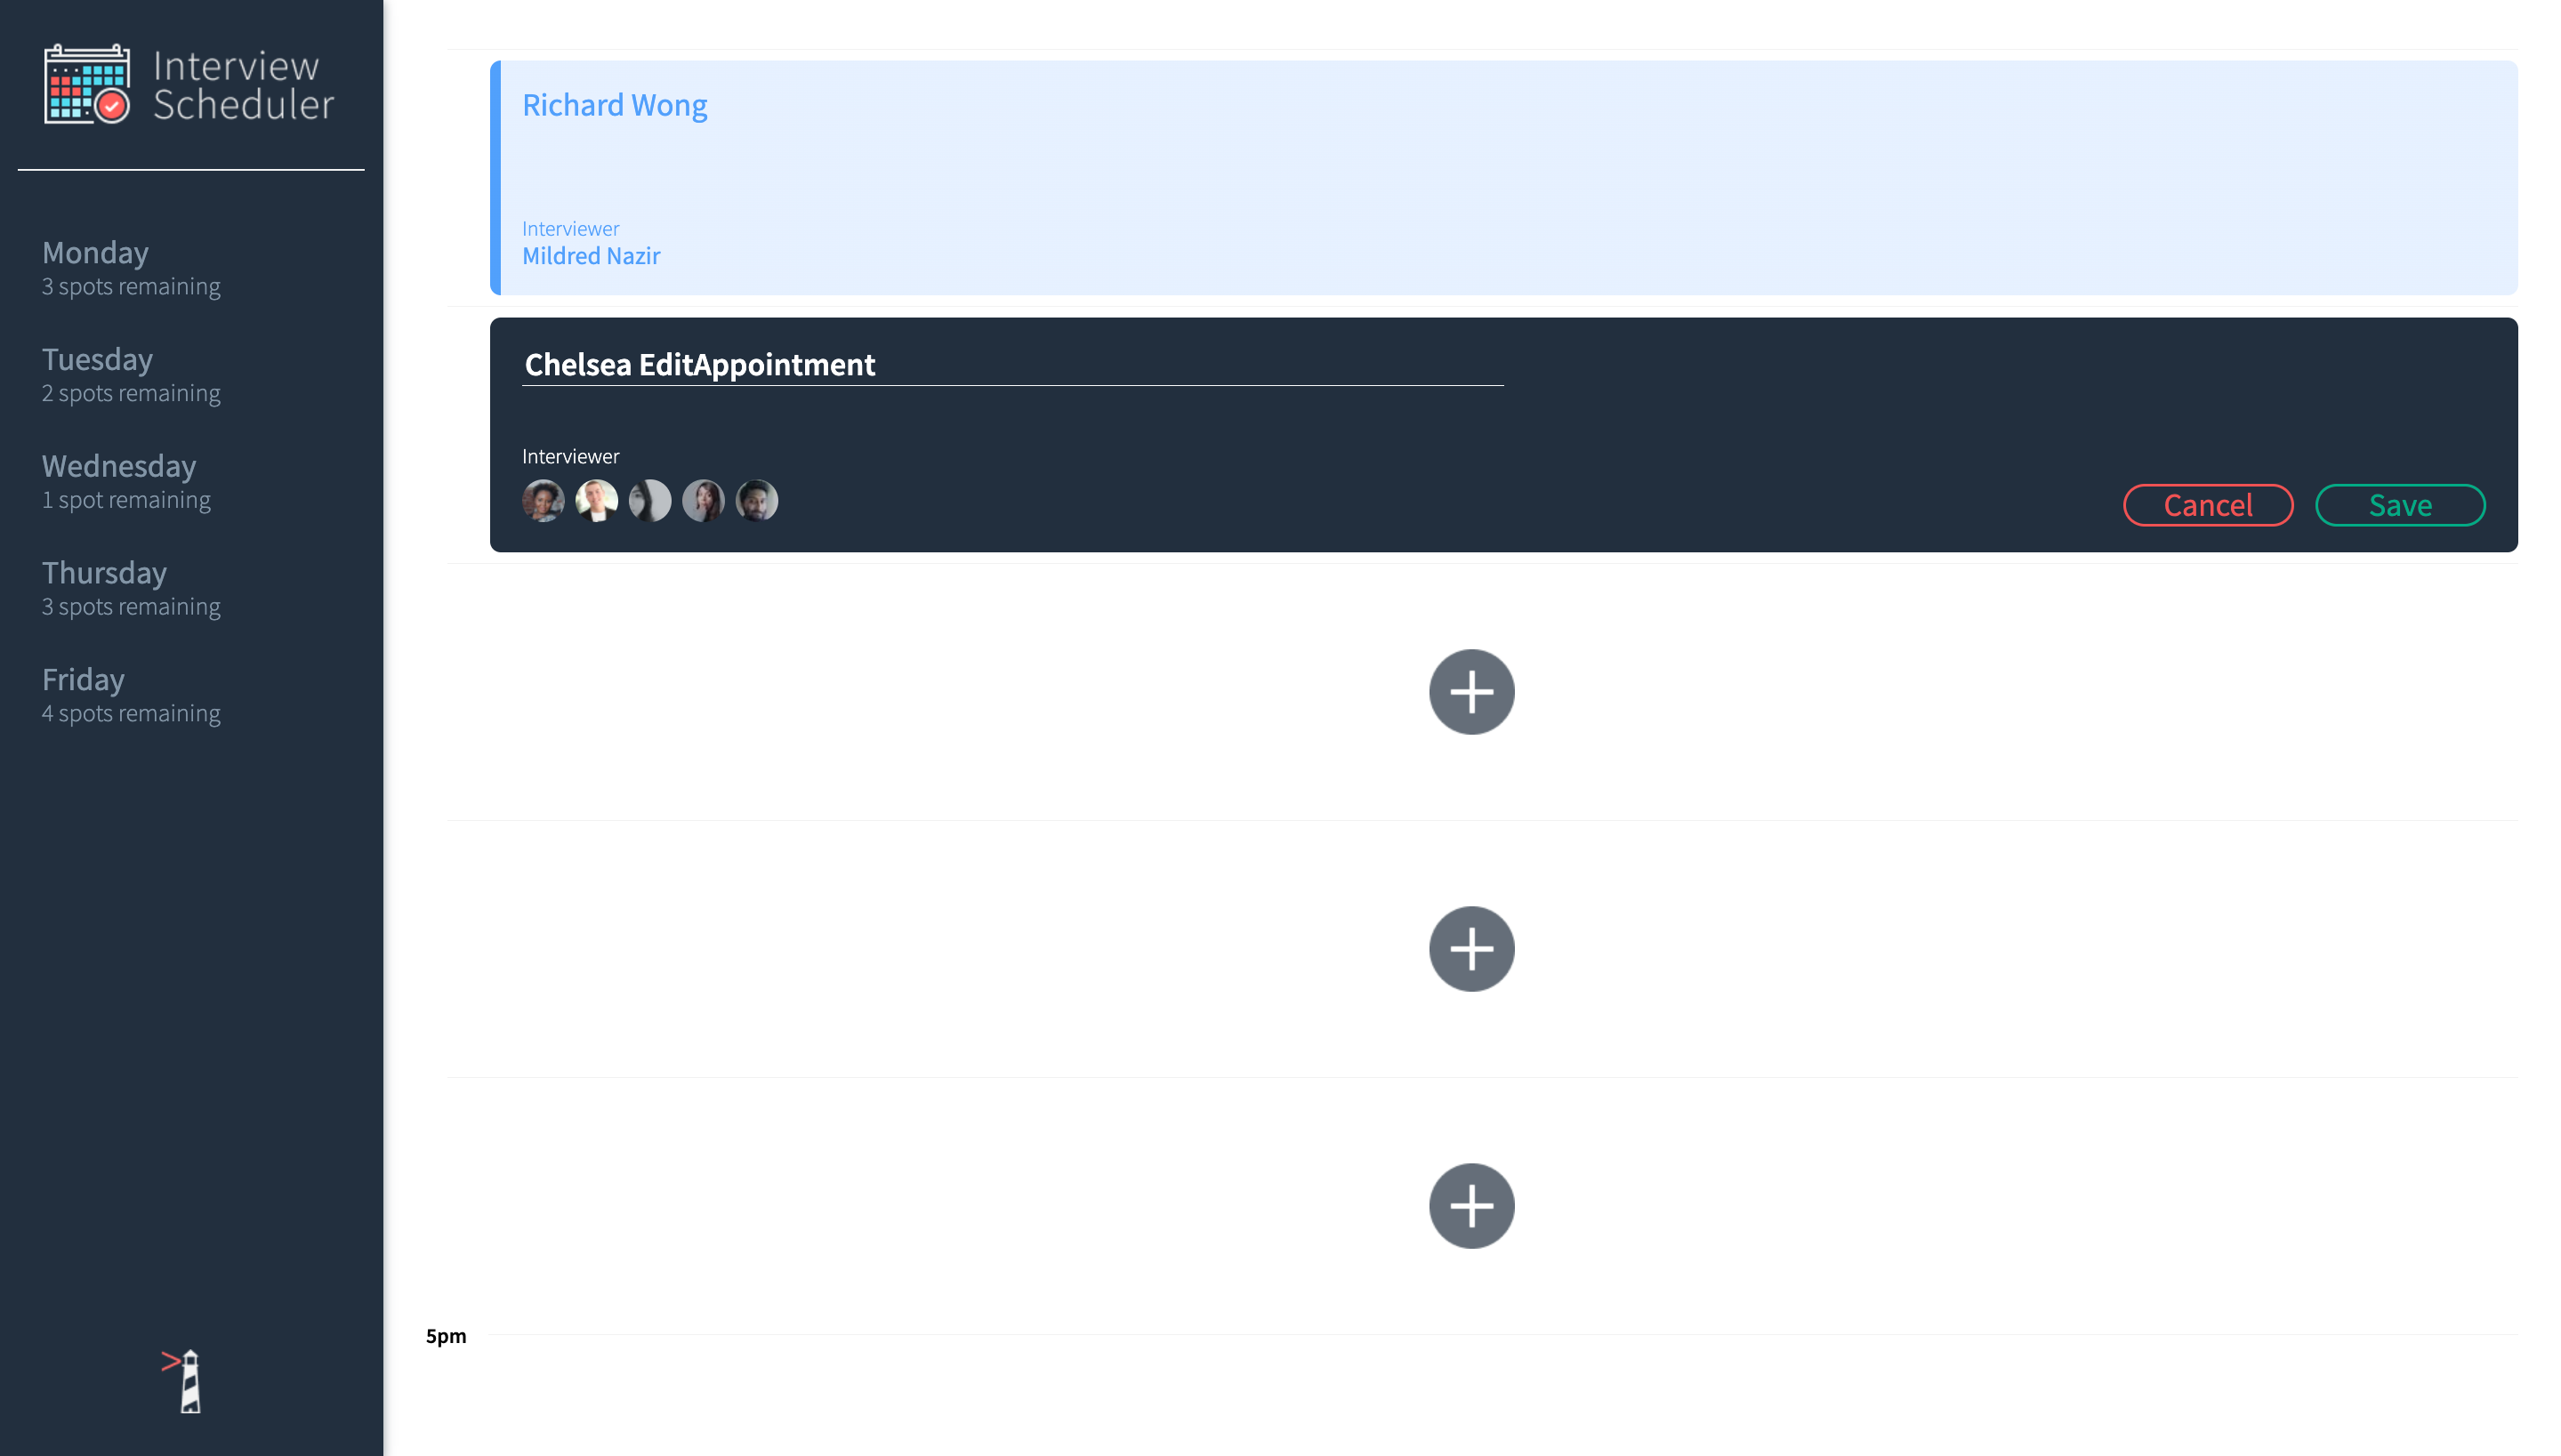 Interview
Scheduler
Monday
3 spots remaining
Tuesday
2 spots remaining
Wednesday
1 spot remaining
Thursday
3 spots remaining
Friday
4 spots remaining
Richard Wong
Interviewer
Mildred Nazir
Chelsea EditAppointment
Interviewer
Cancel
Save
5pm